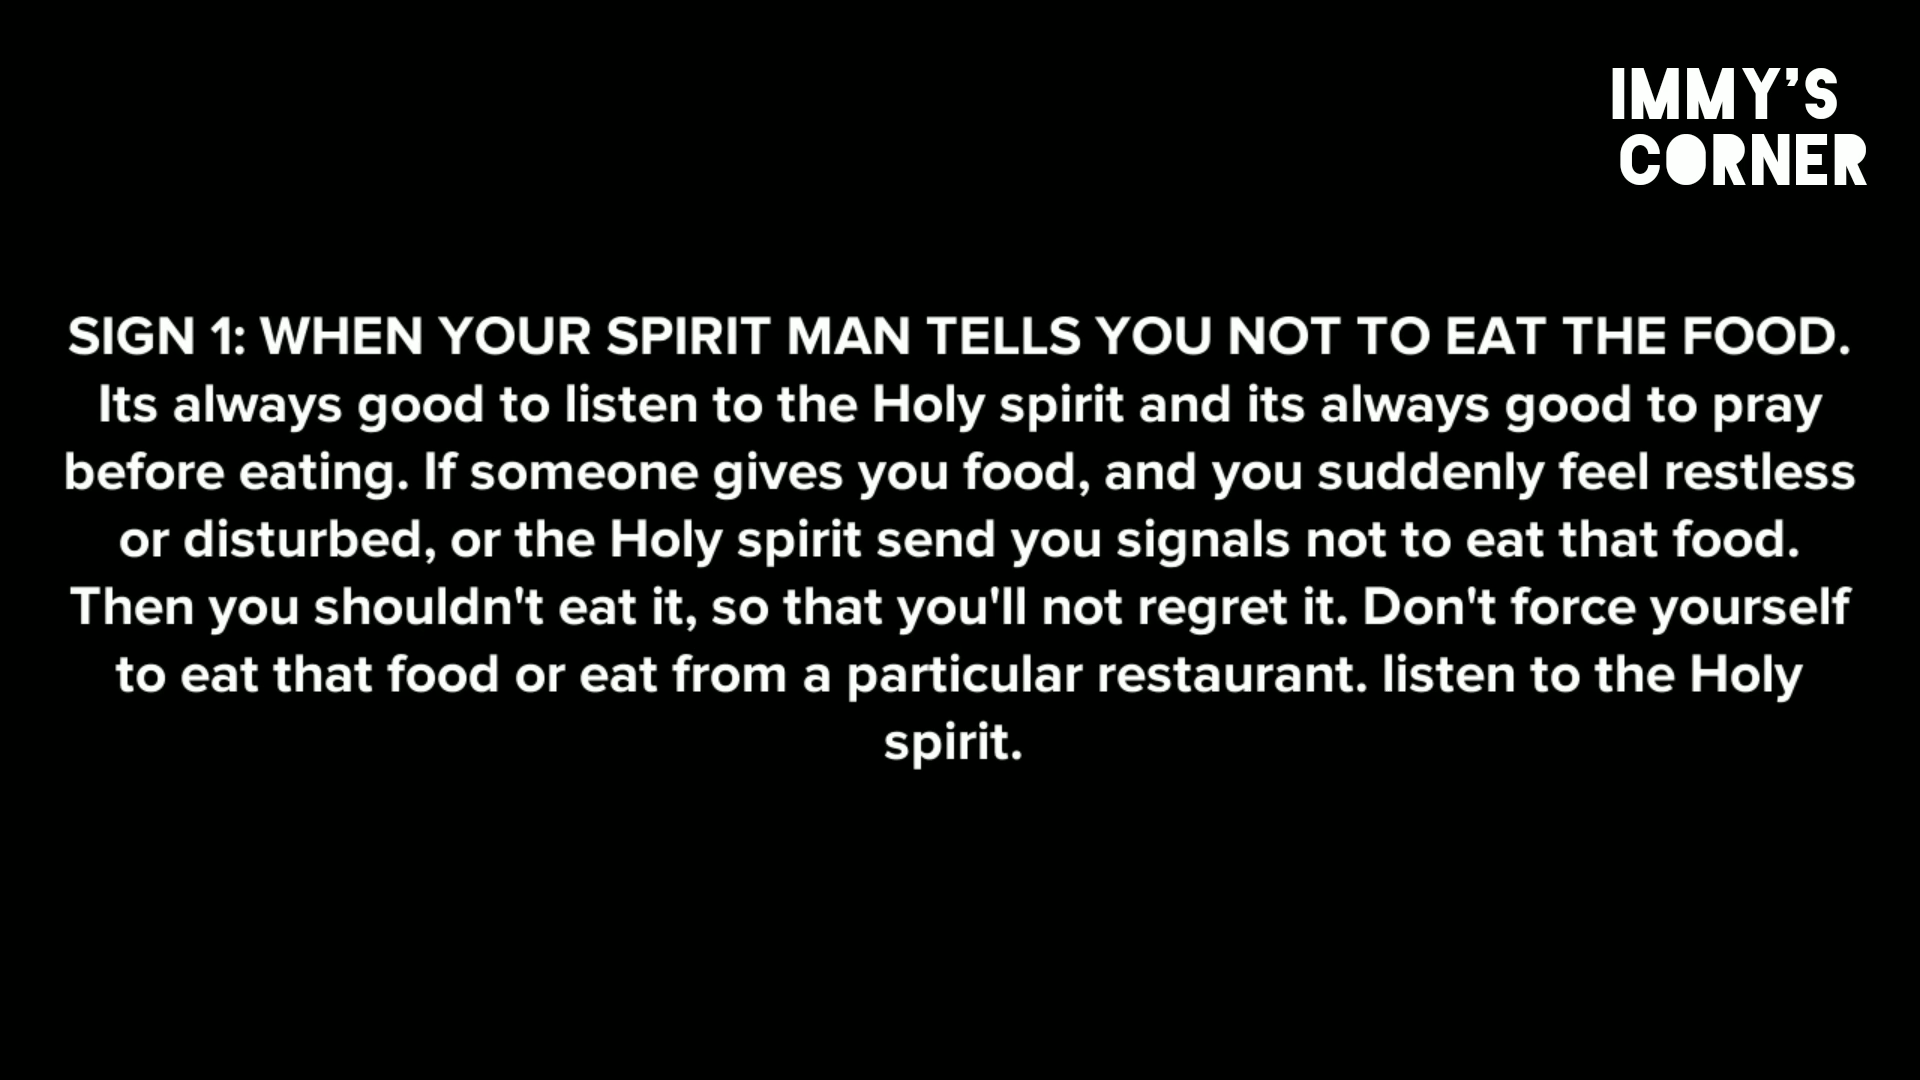 IMMY'S
CORNER
SIGN 1: WHEN YOUR SPIRIT MAN TELLS YOU NOT TO EAT THE FOOD.
Its always good to listen to the Holy spirit and its always good to pray
before eating. If someone gives you food, and you suddenly feel restless
or disturbed, or the Holy spirit send you signals not to eat that food.
Then you shouldn't eat it, so that you'll not regret it. Don't force yourself
to eat that food or eat from a particular restaurant. listen to the Holy
spirit.